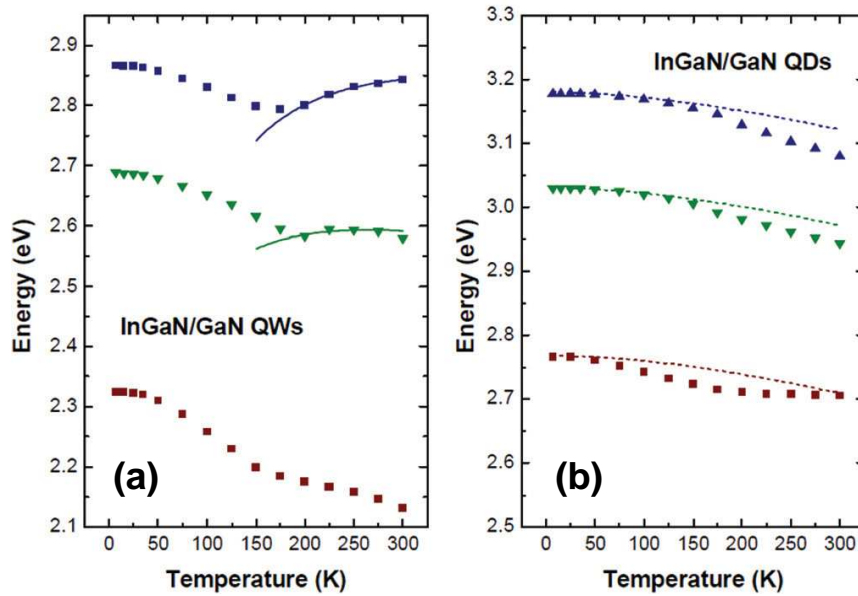 2.9
2.8
2.7
2.6
2.5
2.4
2.3
2.2
2.1
Energy (eV)
InGaN/GaN QWs
(a)
0 50 100 150 200 250 300
Temperature (K)
3.3
3.2
3.1
3.0
2.9
2.8
2.7
2.6
2.5
Energy (eV)
InGaN/GaN QDs
(b)
0 50 100 150 200 250 300
Temperature (K)